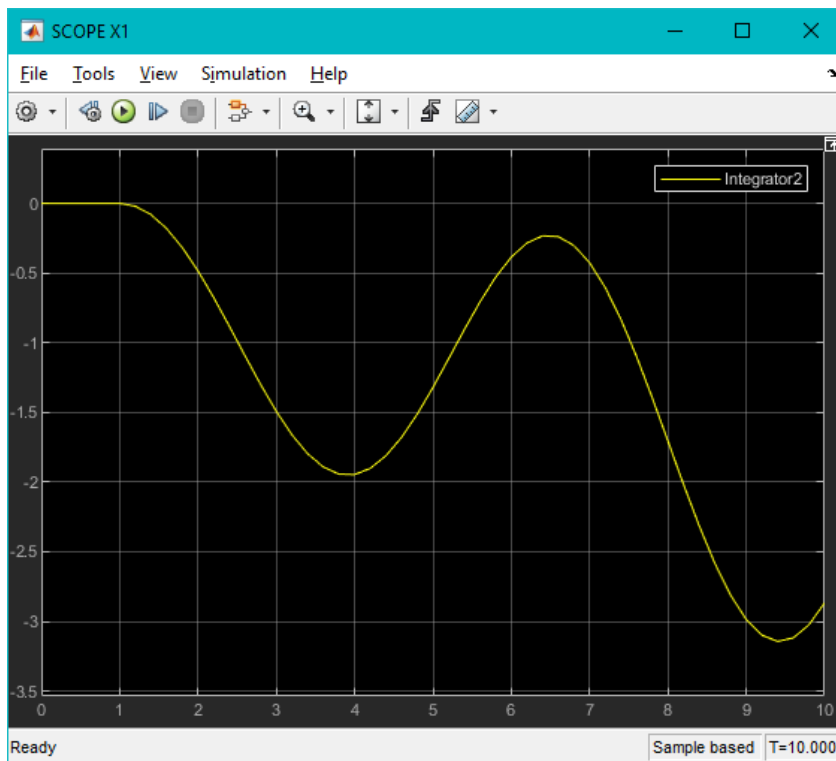 SCOPE X1
File Tools View Simulation Help
Integrator2
0
-0.5
-1
-1.5
-2
-2.5
-3
-3.5
0 1 2 3 4 5 6 7 8 9 10
Ready Sample based T=10.000